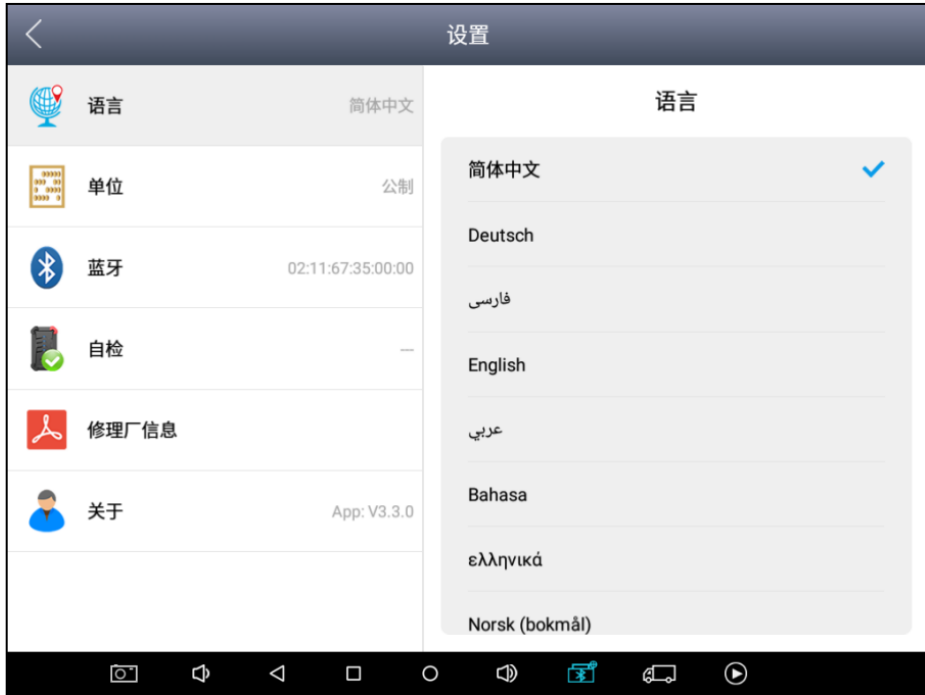 设置
语言 简体中文
单位 公制
蓝牙 02:11:67:35:00:00
自检 —
修理厂信息
关于 App: V3.3.0
语言
简体中文
Deutsch
فارسی
English
عربي
Bahasa
ελληνικά
Norsk (bokmål)